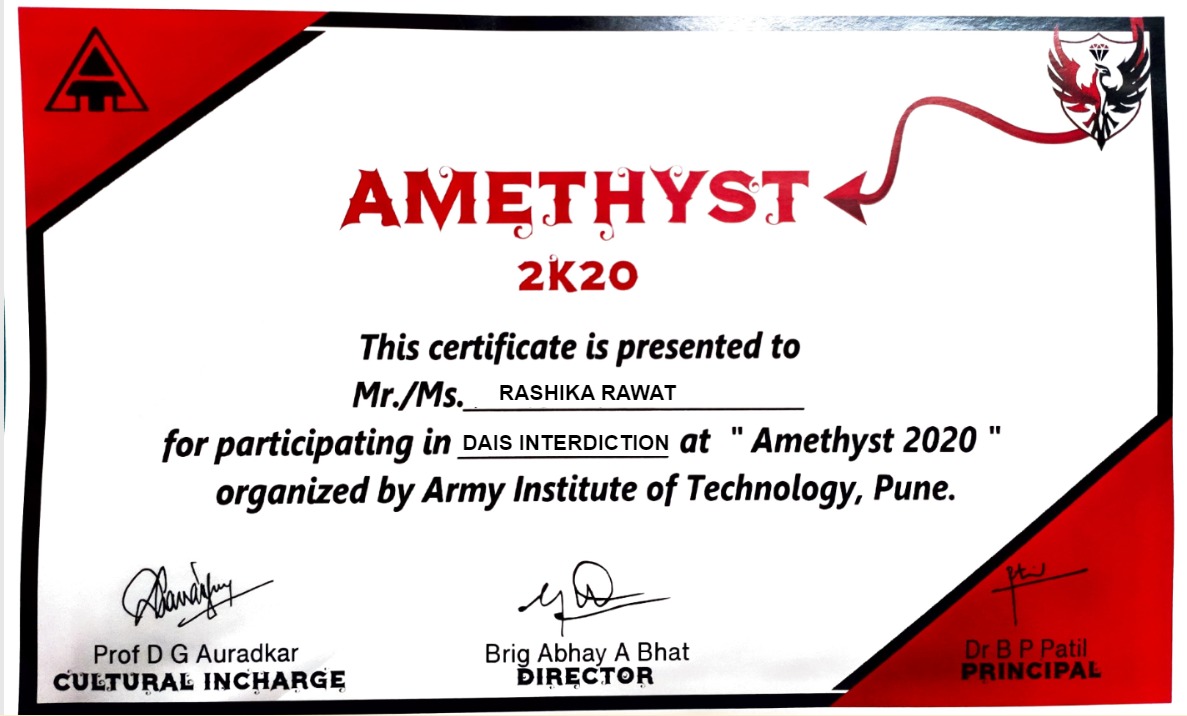 AMETHYST
2K20
This certificate is presented to
Mr./Ms. RASHIKA RAWAT
for participating in DAIS INTERDICTION at " Amethyst 2020 "
organized by Army Institute of Technology, Pune.
Prof D G Auradkar
CULTURAL INCHARGE
Brig Abhay A Bhat
DIRECTOR
Dr B P Patil
PRINCIPAL